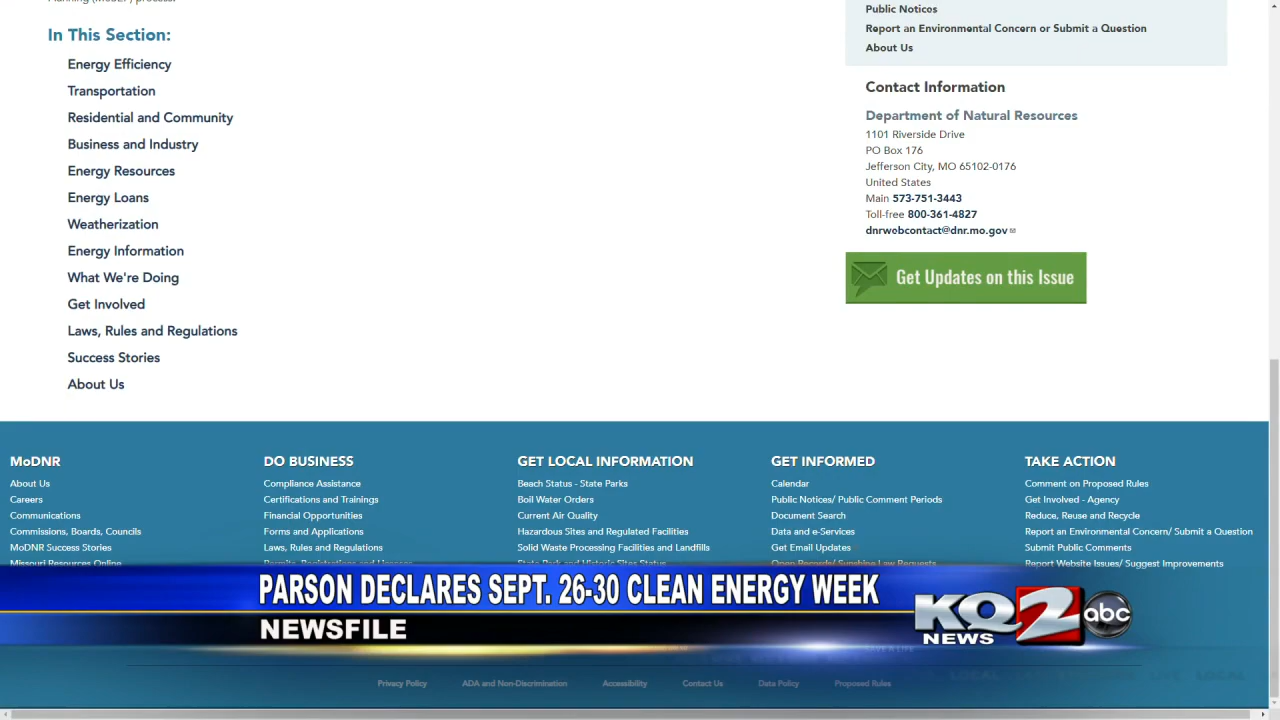 In This Section:
Energy Efficiency
Transportation
Residential and Community
Business and Industry
Energy Resources
Energy Loans
Weatherization
Energy Information
What We're Doing
Get Involved
Laws, Rules and Regulations
Success Stories
About Us
Public Notices
Report an Environmental Concern or Submit a Question
About Us
Contact Information
Department of Natural Resources
1101 Riverside Drive
PO Box 176
Jefferson City, MO 65102-0176
United States
Main 573-751-3443
Toll-free 800-361-4827
dnrwebcontact@dnr.mo.gov
Get Updates on this Issue
MoDNR
About Us
Careers
Communications
Commissions, Boards, Councils
MoDNR Success Stories
Missouri Resources Online
DO BUSINESS
Compliance Assistance
Certifications and Trainings
Financial Opportunities
Forms and Applications
Laws, Rules and Regulations
Permits, Registrations and Licenses
GET LOCAL INFORMATION
Beach Status - State Parks
Boil Water Orders
Current Air Quality
Hazardous Sites and Regulated Facilities
Solid Waste Processing Facilities and Landfills
State Park and Historic Sites Status
GET INFORMED
Calendar
Public Notices/ Public Comment Periods
Document Search
Data and e-Services
Get Email Updates
Open Records/ Sunshine Law Requests
TAKE ACTION
Comment on Proposed Rules
Get Involved - Agency
Reduce, Reuse and Recycle
Report an Environmental Concern/ Submit a Question
Submit Public Comments
Report Website Issues/ Suggest Improvements
PARSON DECLARES SEPT. 26-30 CLEAN ENERGY WEEK
NEWSFILE
KQ2
NEWS
abc
Privacy Policy
ADA and Non-Discrimination
Accessibility
Contact Us
Data Policy
Proposed Rules